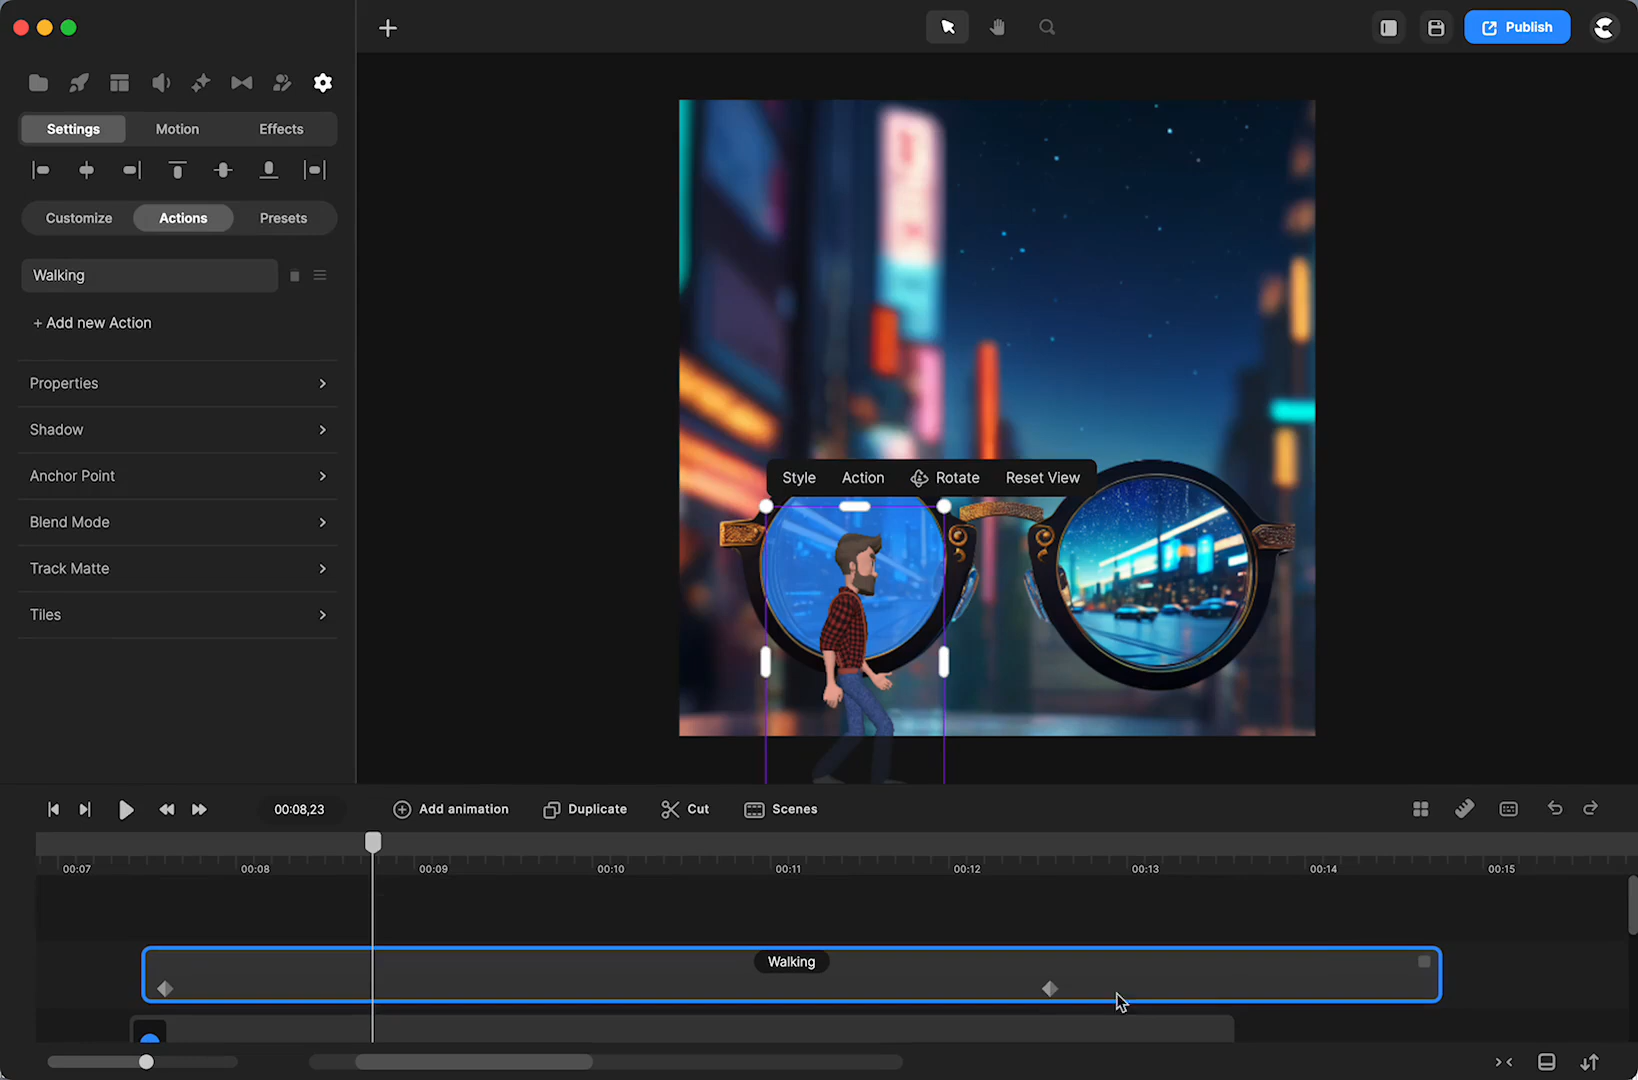 Publish
Settings
Motion
Effects
Customize
Actions
Presets
Walking
+ Add new Action
Properties
Shadow
Anchor Point
Blend Mode
Track Matte
Tiles
Style
Action
Rotate
Reset View
00:08,23
Add animation
Duplicate
Cut
Scenes
00:07
00:08
00:09
00:10
00:11
00:12
00:13
00:14
00:15
Walking